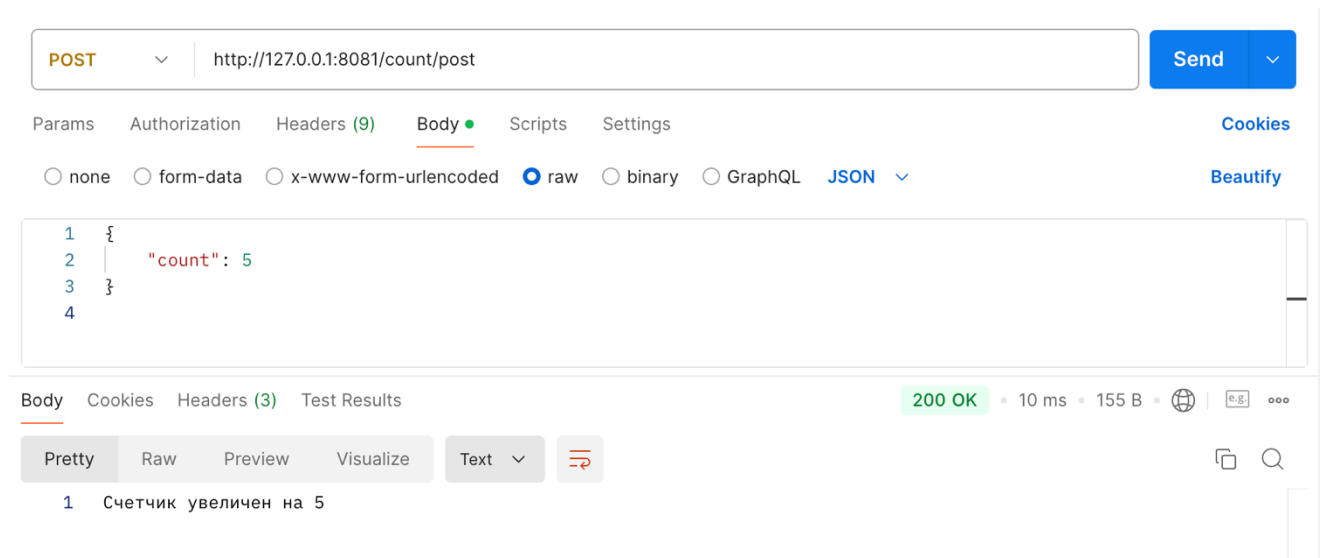 POST http://127.0.0.1:8081/count/post Send
Params Authorization Headers (9) Body Scripts Settings Cookies
none form-data x-www-form-urlencoded raw binary GraphQL JSON Beautify
1 {
2 "count": 5
3 }
4
Body Cookies Headers (3) Test Results 200 OK 10 ms 155 B e.g.
Pretty Raw Preview Visualize Text
1 Счетчик увеличен на 5